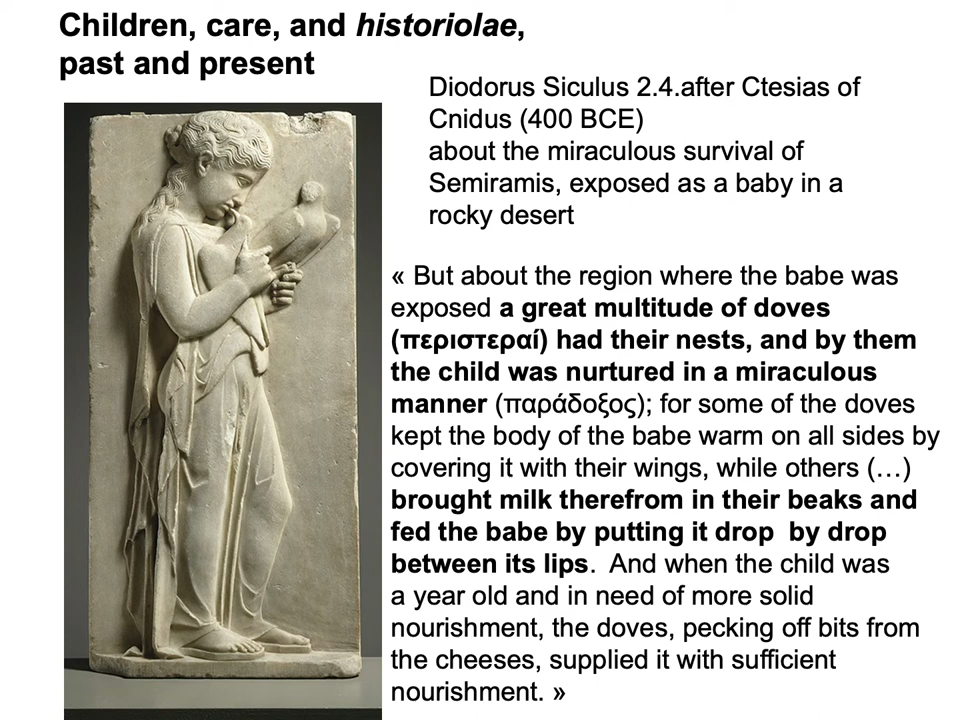 Children, care, and historiolae,
past and present
Diodorus Siculus 2.4.after Ctesias of
Cnidus (400 BCE)
about the miraculous survival of
Semiramis, exposed as a baby in a
rocky desert
« But about the region where the babe was
exposed a great multitude of doves
(περιστεραί) had their nests, and by them
the child was nurtured in a miraculous
manner (παράδοξος); for some of the doves
kept the body of the babe warm on all sides by
covering it with their wings, while others (…)
brought milk therefrom in their beaks and
fed the babe by putting it drop  by drop
between its lips.  And when the child was
a year old and in need of more solid
nourishment, the doves, pecking off bits from
the cheeses, supplied it with sufficient
nourishment. »